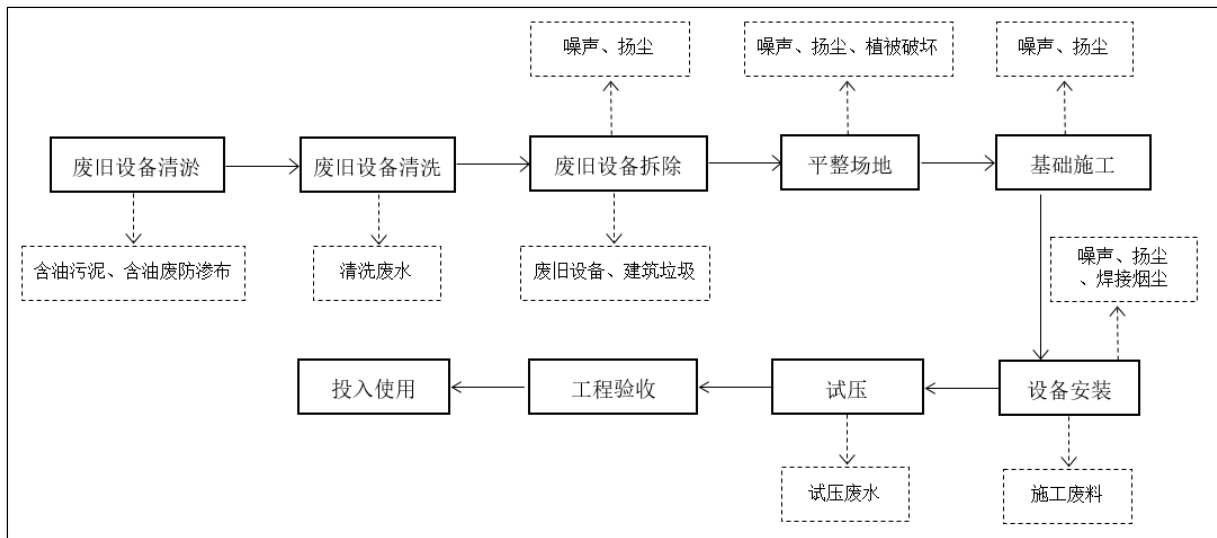 噪声、扬尘
噪声、扬尘、植被破坏
噪声、扬尘
废旧设备清淤
废旧设备清洗
废旧设备拆除
平整场地
基础施工
含油污泥、含油废防渗布
清洗废水
废旧设备、建筑垃圾
噪声、扬尘
、焊接烟尘
投入使用
工程验收
试压
设备安装
试压废水
施工废料